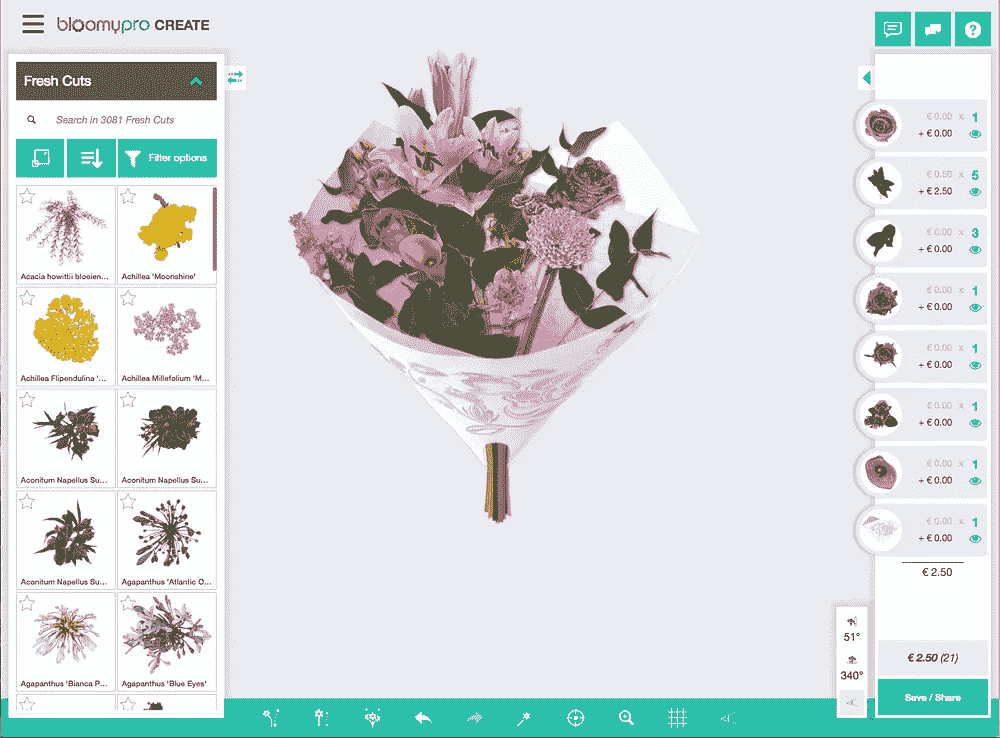 bloomypro CREATE
Fresh Cuts
Search in 3081 Fresh Cuts
Filter options
Acacia howittii bloeien...
Achillea 'Moonshine'
Achillea Flipendulina '...
Achillea Millefolium 'M...
Aconitum Napellus Su...
Aconitum Napellus Su...
Aconitum Napellus Su...
Agapanthus 'Atlantic O...
Agapanthus 'Bianca P...
Agapanthus 'Blue Eyes'
€ 0.00 x 1
+ € 0.00
€ 0.50 x 5
+ € 2.50
€ 0.00 x 3
+ € 0.00
€ 0.00 x 1
+ € 0.00
€ 0.00 x 1
+ € 0.00
€ 0.00 x 1
+ € 0.00
€ 0.00 x 1
+ € 0.00
€ 0.00 x 1
+ € 0.00
€ 2.50
51°
340°
€ 2.50 (21)
Save / Share